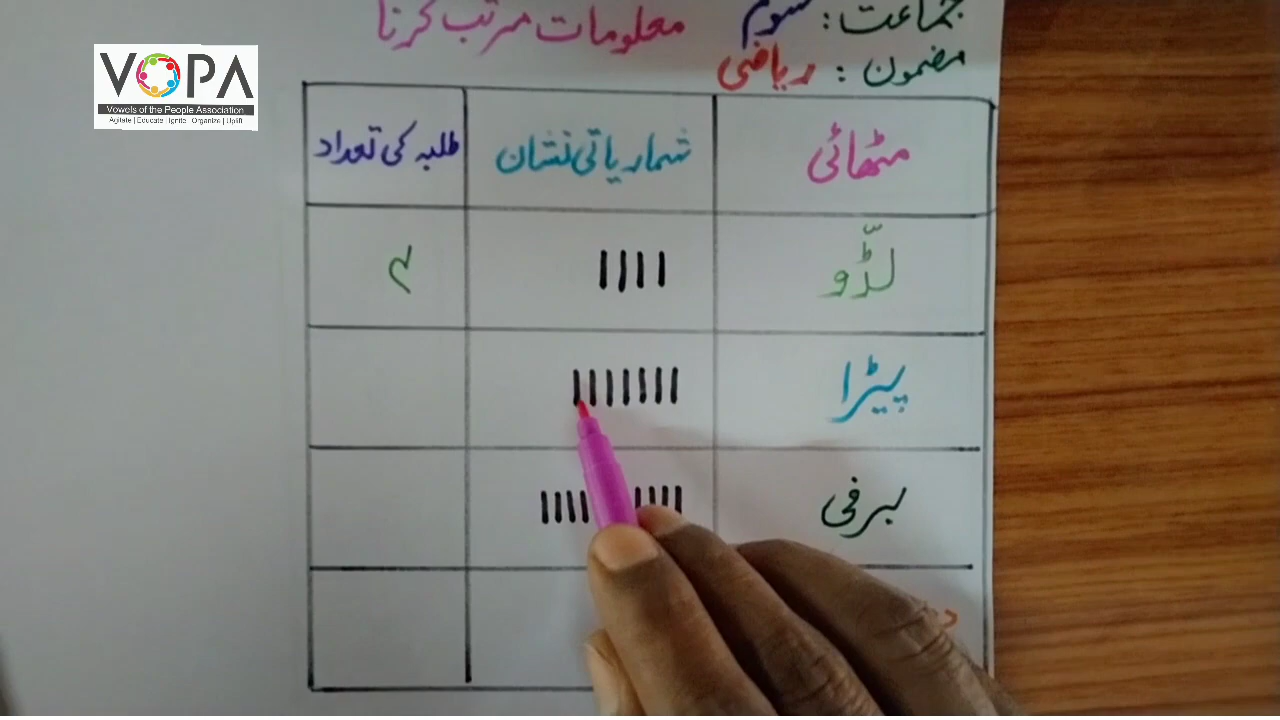 VOPA
Vowels of the People Association
Agitate | Educate | Ignite | Organize | Uplift
جماعت : سوم
معلومات مرتب کرنا
مضمون : ریاضی
مٹھائی شماریاتی نشان طلبہ کی تعداد
لڈّو |||| ۴
پیڑا |||||||
برفی